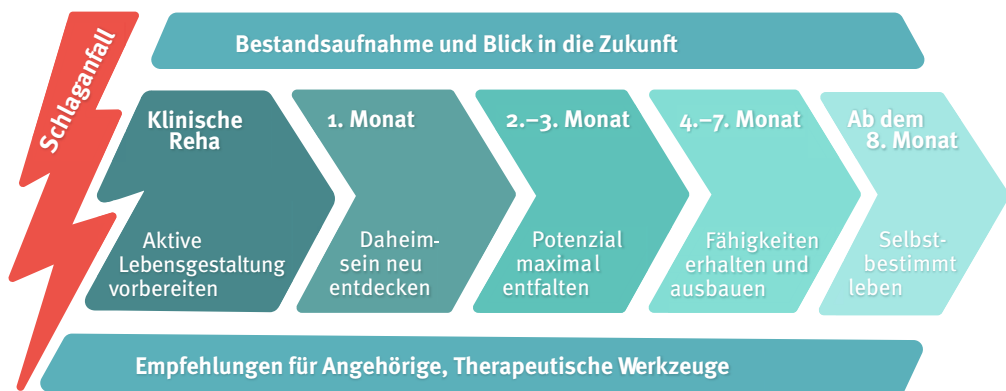 Schlaganfall
Bestandsaufnahme und Blick in die Zukunft
Klinische
Reha
Aktive
Lebensgestaltung
vorbereiten
1. Monat
Daheim-
sein neu
entdecken
2.–3. Monat
Potenzial
maximal
entfalten
4.–7. Monat
Fähigkeiten
erhalten und
ausbauen
Ab dem
8. Monat
Selbst-
bestimmt
leben
Empfehlungen für Angehörige, Therapeutische Werkzeuge